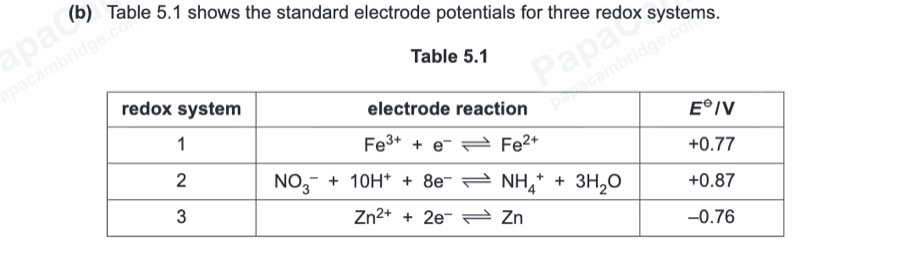 (b) Table 5.1 shows the standard electrode potentials for three redox systems.
Table 5.1
redox system electrode reaction E⦵/V
1 Fe³⁺ + e⁻ ⇌ Fe²⁺ +0.77
2 NO₃⁻ + 10H⁺ + 8e⁻ ⇌ NH₄⁺ + 3H₂O +0.87
3 Zn²⁺ + 2e⁻ ⇌ Zn –0.76